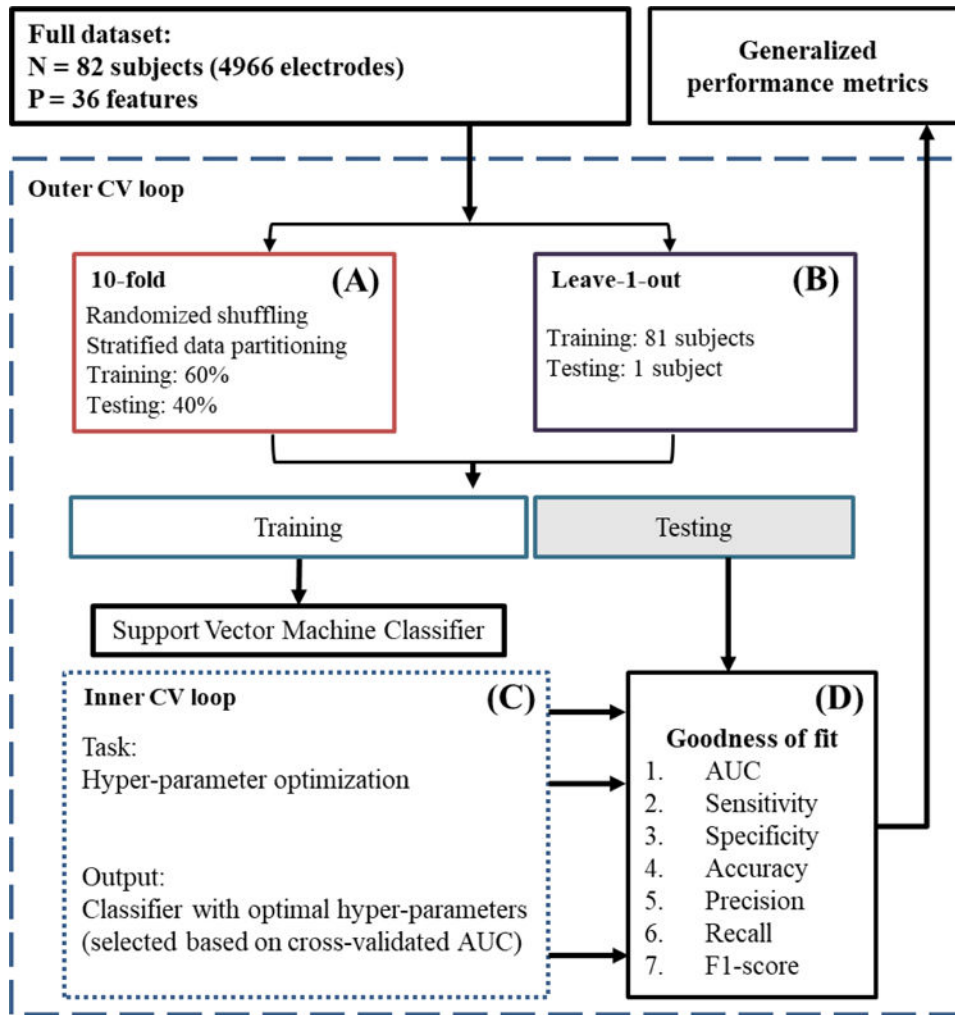 Full dataset:
N = 82 subjects (4966 electrodes)
P = 36 features
Generalized
performance metrics
Outer CV loop
10-fold
(A)
Randomized shuffling
Stratified data partitioning
Training: 60%
Testing: 40%
Leave-1-out
(B)
Training: 81 subjects
Testing: 1 subject
Training
Testing
Support Vector Machine Classifier
Inner CV loop
(C)
Task:
Hyper-parameter optimization
Output:
Classifier with optimal hyper-parameters
(selected based on cross-validated AUC)
(D)
Goodness of fit
1. AUC
2. Sensitivity
3. Specificity
4. Accuracy
5. Precision
6. Recall
7. F1-score